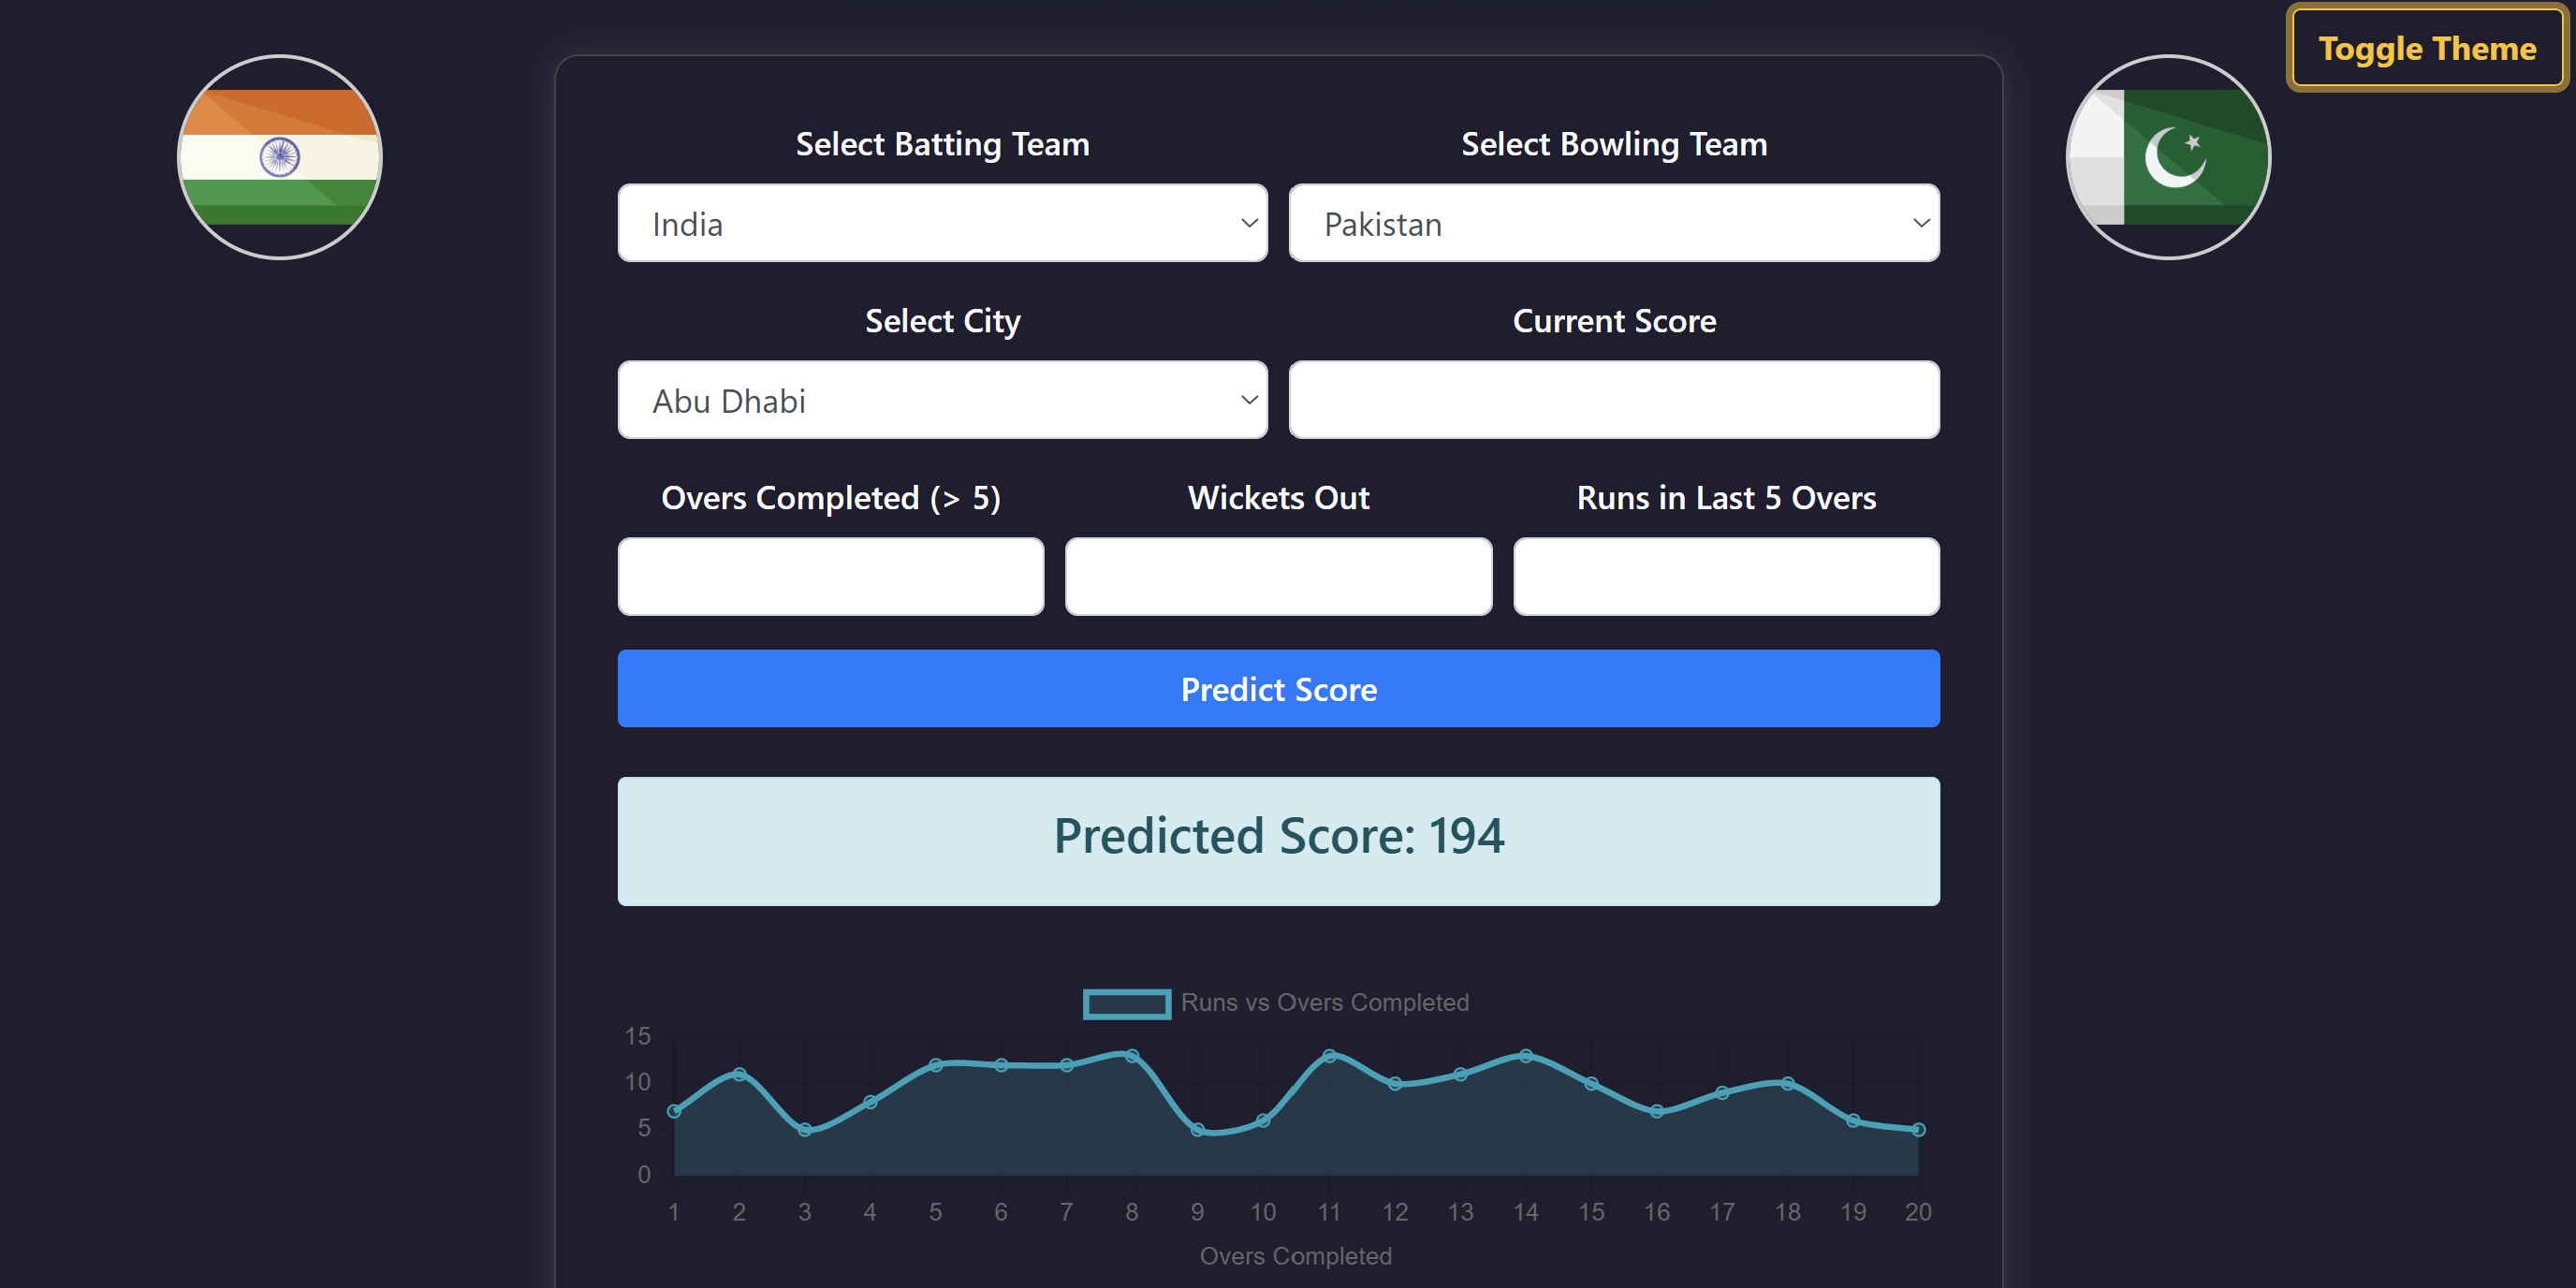 Toggle Theme
Select Batting Team
Select Bowling Team
India
Pakistan
Select City
Current Score
Abu Dhabi
Overs Completed (> 5)
Wickets Out
Runs in Last 5 Overs
Predict Score
Predicted Score: 194
Runs vs Overs Completed
15
10
5
0
1 2 3 4 5 6 7 8 9 10 11 12 13 14 15 16 17 18 19 20
Overs Completed